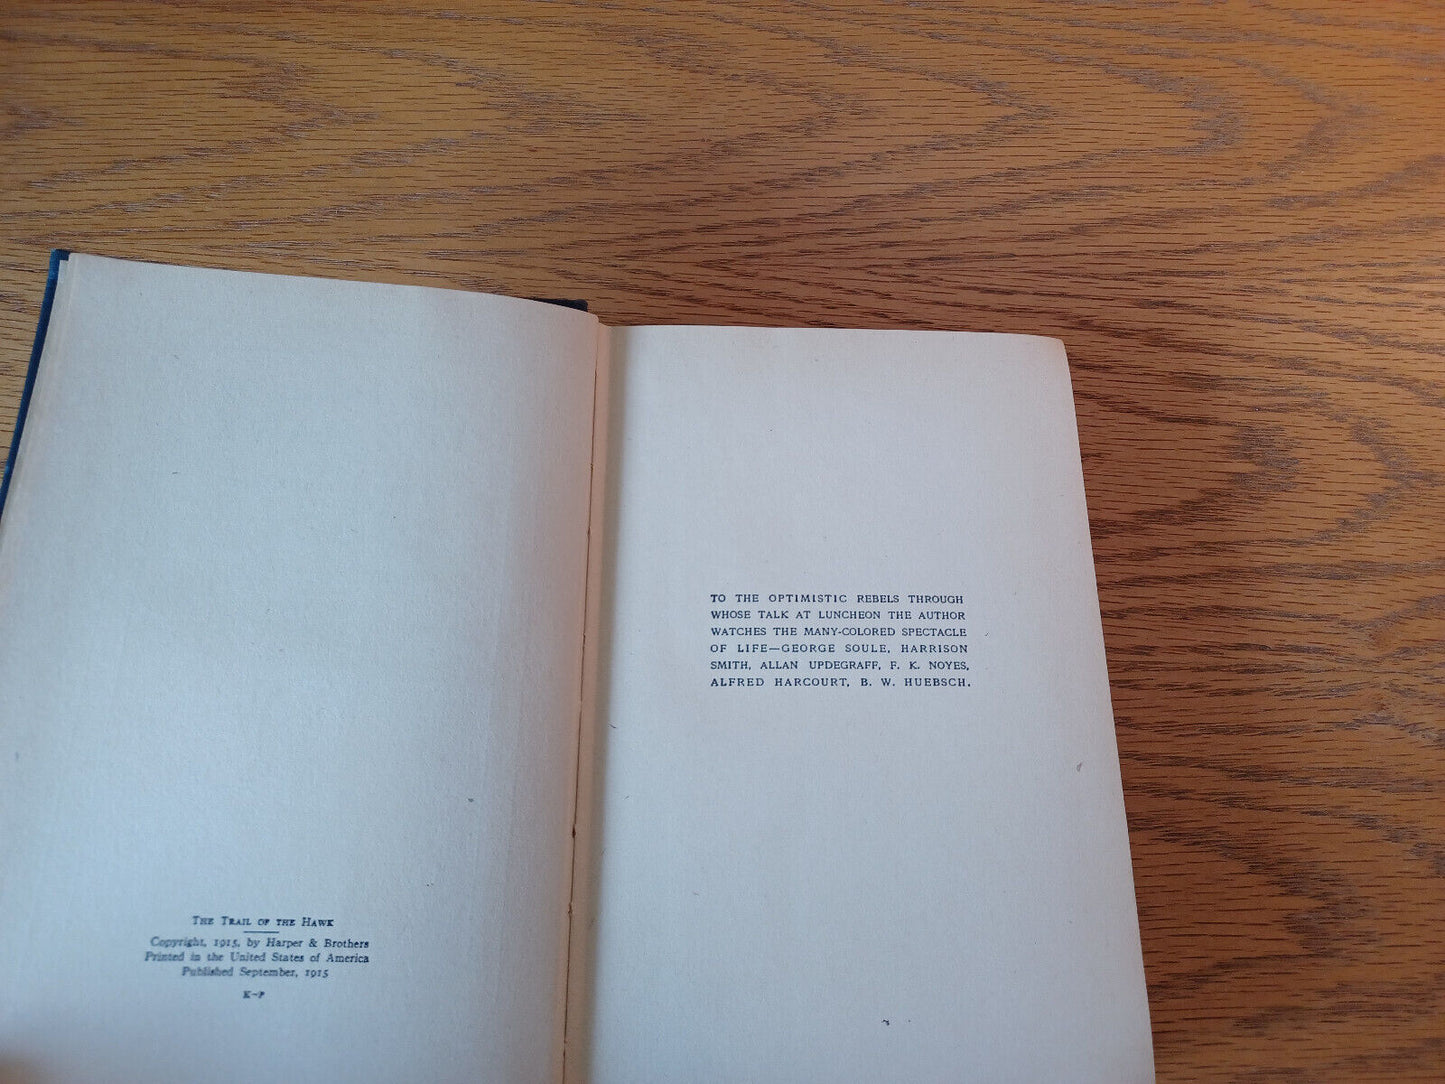 THE TRAIL OF THE HAWK
Copyright, 1915, by Harper & Brothers
Printed in the United States of America
Published September, 1915
K-P
TO THE OPTIMISTIC REBELS THROUGH
WHOSE TALK AT LUNCHEON THE AUTHOR
WATCHES THE MANY-COLORED SPECTACLE
OF LIFE—GEORGE SOULE, HARRISON
SMITH, ALLAN UPDEGRAFF, F. K. NOYES,
ALFRED HARCOURT, B. W. HUEBSCH.